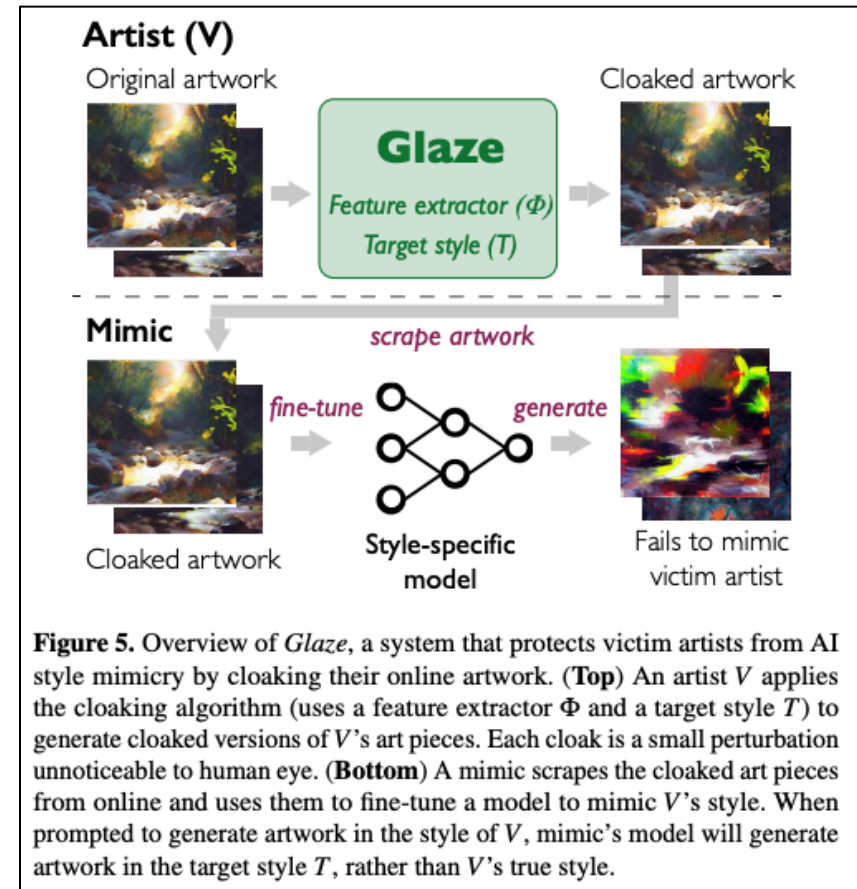 Artist (V)
Original artwork
Cloaked artwork
Glaze
Feature extractor (Φ)
Target style (T)
Mimic
scrape artwork
fine-tune
generate
Cloaked artwork
Style-specific
model
Fails to mimic
victim artist
Figure 5. Overview of Glaze, a system that protects victim artists from AI
style mimicry by cloaking their online artwork. (Top) An artist V applies
the cloaking algorithm (uses a feature extractor Φ and a target style T) to
generate cloaked versions of V's art pieces. Each cloak is a small perturbation
unnoticeable to human eye. (Bottom) A mimic scrapes the cloaked art pieces
from online and uses them to fine-tune a model to mimic V's style. When
prompted to generate artwork in the style of V, mimic's model will generate
artwork in the target style T, rather than V's true style.